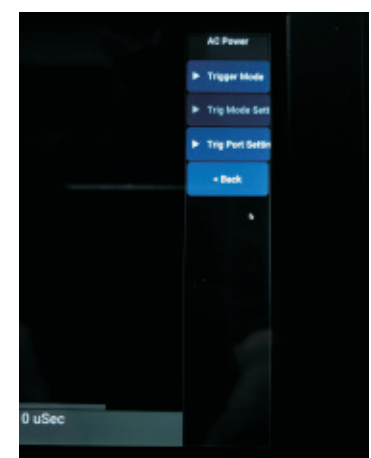 AC Power
Trigger Mode
Trig Mode Sett
Trig Port Settin
< Back
0 uSec